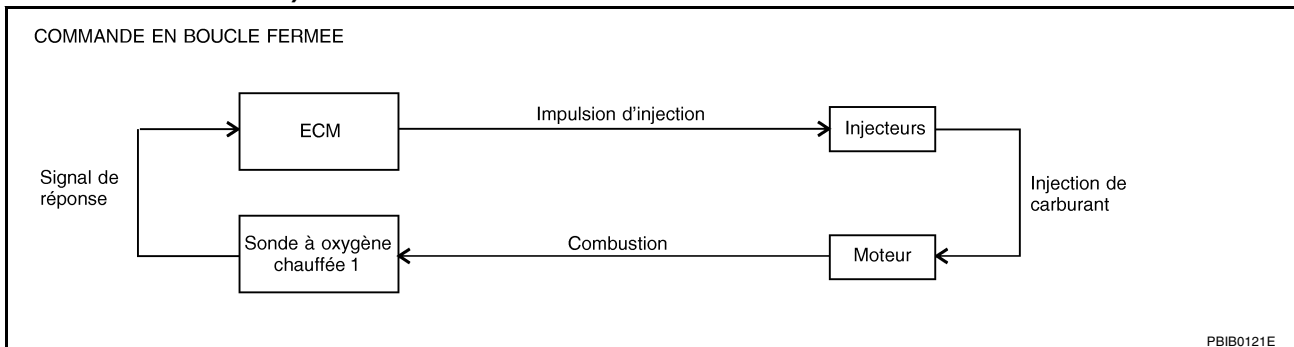 COMMANDE EN BOUCLE FERMEE
ECM
Impulsion d'injection
Injecteurs
Signal de
réponse
Injection de
carburant
Sonde à oxygène
chauffée 1
Combustion
Moteur
PBIB0121E